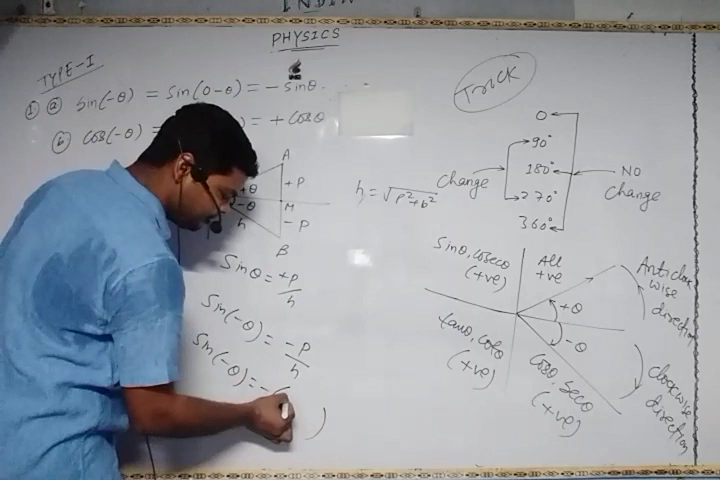 PHYSICS
TYPE-I
① ⓐ Sin(-θ) = Sin(0-θ) = - Sinθ.
ⓑ Cos(-θ) = ) = + Cosθ
A
+θ
-θ
+P
M
-P
h
B
h = √P²+b²
Sinθ = +P/h
Sin(-θ) = -P/h
Sin(-θ) = - ( )
TRICK
0
90°
180°
270°
360°
Change
NO Change
Sinθ, Cosecθ (+ve)
All +ve
tanθ, Cotθ (+ve)
Cosθ, Secθ (+ve)
+θ
-θ
Anticlockwise direction
Clockwise direction